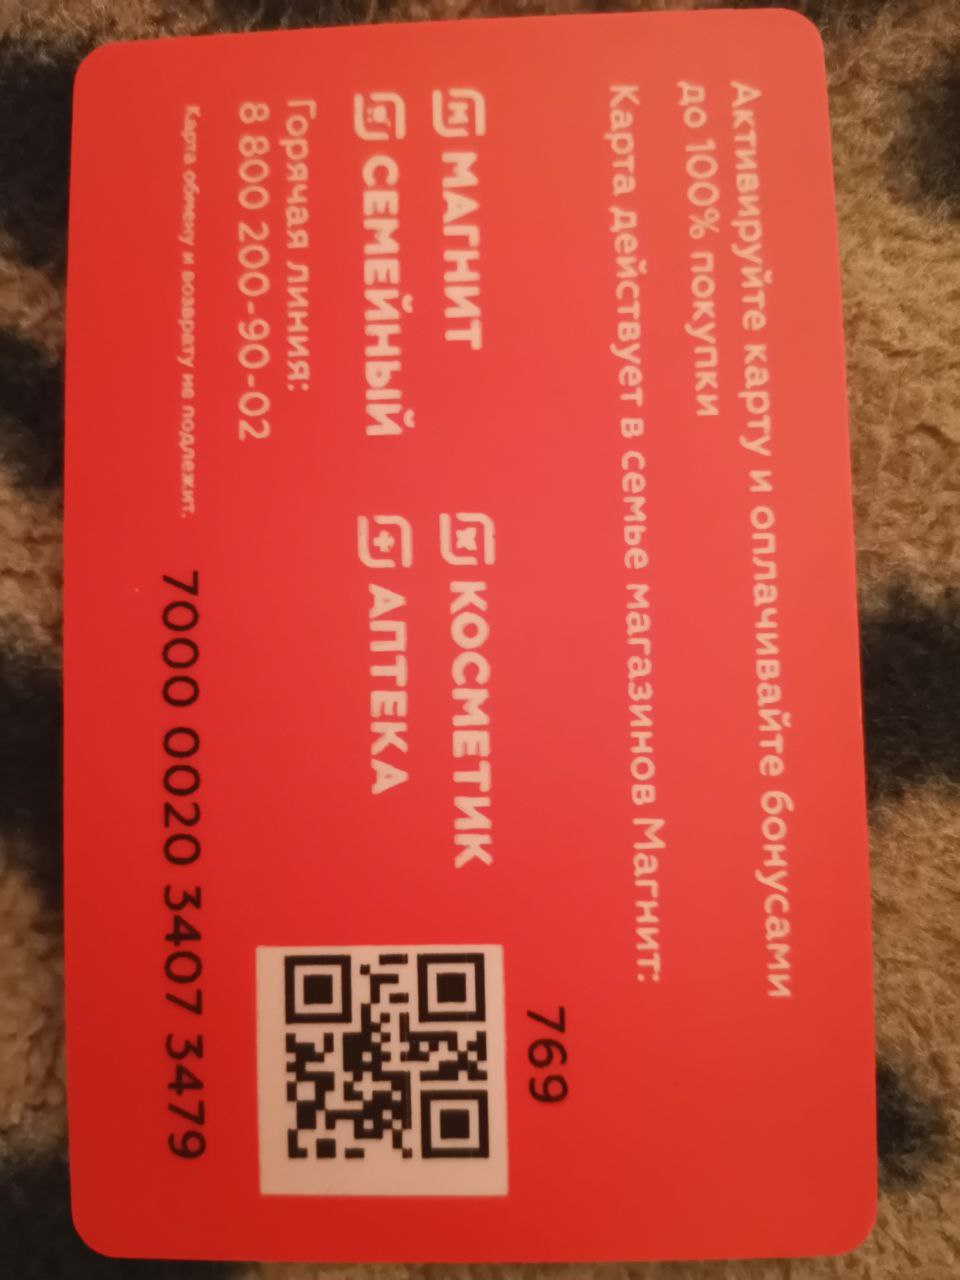 Активируйте карту и оплачивайте бонусами
до 100% покупки
Карта действует в семье магазинов Магнит:
МАГНИТ
КОСМЕТИК
СЕМЕЙНЫЙ
АПТЕКА
Горячая линия:
8 800 200-90-02
Карта обмену и возврату не подлежит.
769
7000 0020 3407 3479